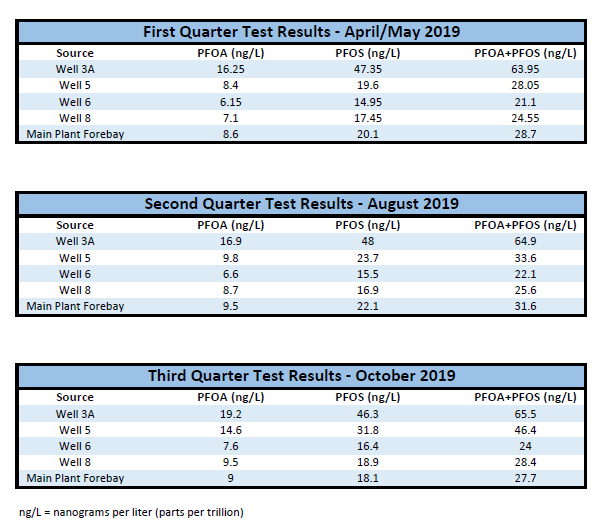 First Quarter Test Results - April/May 2019
Source PFOA (ng/L) PFOS (ng/L) PFOA+PFOS (ng/L)
Well 3A 16.25 47.35 63.95
Well 5 8.4 19.6 28.05
Well 6 6.15 14.95 21.1
Well 8 7.1 17.45 24.55
Main Plant Forebay 8.6 20.1 28.7
Second Quarter Test Results - August 2019
Source PFOA (ng/L) PFOS (ng/L) PFOA+PFOS (ng/L)
Well 3A 16.9 48 64.9
Well 5 9.8 23.7 33.6
Well 6 6.6 15.5 22.1
Well 8 8.7 16.9 25.6
Main Plant Forebay 9.5 22.1 31.6
Third Quarter Test Results - October 2019
Source PFOA (ng/L) PFOS (ng/L) PFOA+PFOS (ng/L)
Well 3A 19.2 46.3 65.5
Well 5 14.6 31.8 46.4
Well 6 7.6 16.4 24
Well 8 9.5 18.9 28.4
Main Plant Forebay 9 18.1 27.7
ng/L = nanograms per liter (parts per trillion)